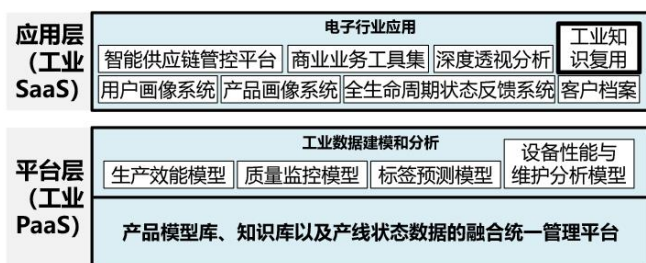 应用层
（工业
SaaS）
电子行业应用
智能供应链管控平台 商业业务工具集 深度透视分析 工业知
识复用
用户画像系统 产品画像系统 全生命周期状态反馈系统 客户档案
平台层
（工业
PaaS）
工业数据建模和分析
生产效能模型 质量监控模型 标签预测模型 设备性能与
维护分析模型
产品模型库、知识库以及产线状态数据的融合统一管理平台